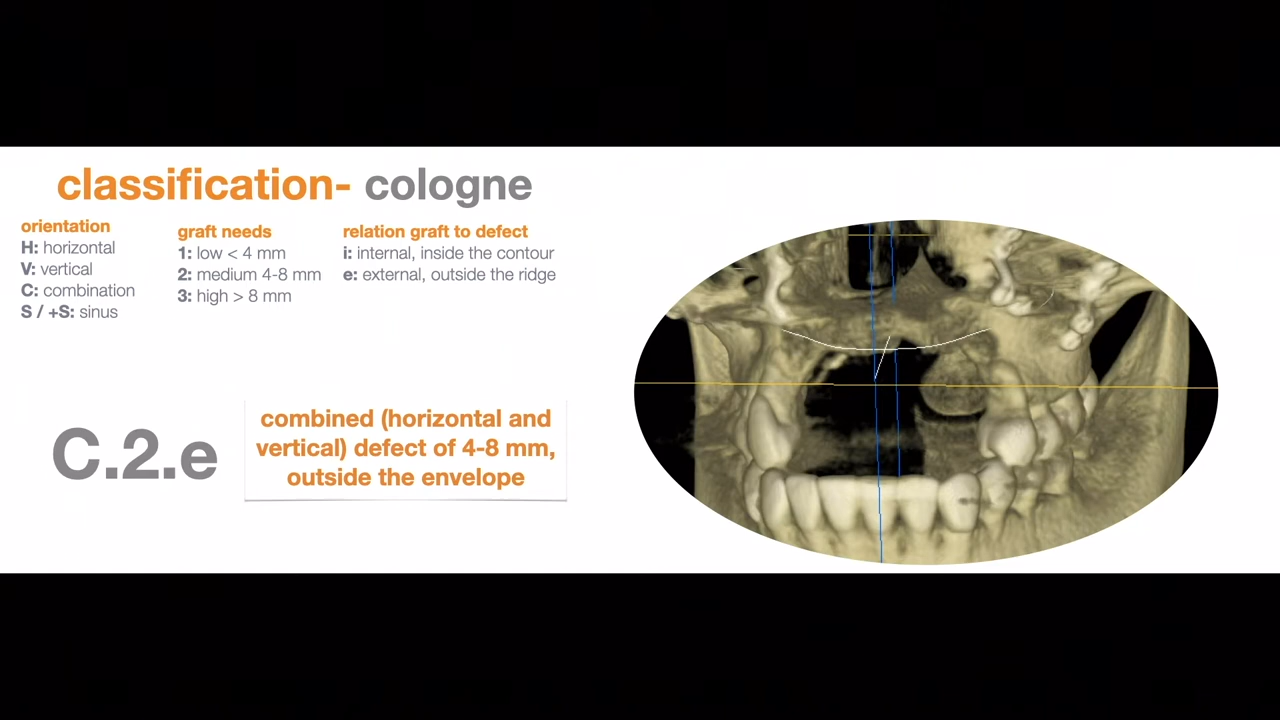 classification- cologne
orientation
H: horizontal
V: vertical
C: combination
S / +S: sinus
graft needs
1: low < 4 mm
2: medium 4-8 mm
3: high > 8 mm
relation graft to defect
i: internal, inside the contour
e: external, outside the ridge
C.2.e
combined (horizontal and
vertical) defect of 4-8 mm,
outside the envelope